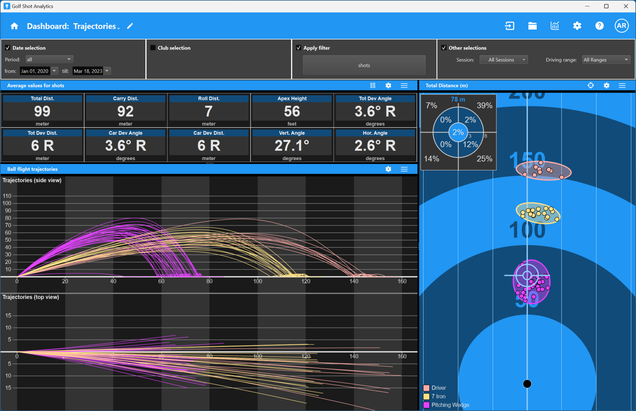 Golf Shot Analytics
Dashboard: Trajectories .
AR
Date selection
Club selection
Apply filter
Other selections
Period: all
shots
Session: All Sessions
Driving range: All Ranges
from: Jan 01, 2020 till: Mar 18, 2023
Average values for shots
Total Distance (m)
Total Dist. Carry Dist. Roll Dist. Apex Height Tot Dev Angle
99 92 7 56 3.6° R
meter meter meter feet degrees
Tot Dev Dist. Car Dev Angle Car Dev Dist. Vert. Angle Hor. Angle
6 R 3.6° R 6 R 27.1° 2.6° R
meter degrees meter degrees degrees
Ball flight trajectories
Trajectories (side view)
110
100
90
80
70
60
50
40
30
20
10
0 20 40 60 80 100 120 140 160
Trajectories (top view)
15
10
5
0 20 40 60 80 100 120 140 160
5
10
15
200
78 m
7% 39%
0% 2%
2% 3 6
0% 12%
14% 25%
150
100
50
Driver
7 Iron
Pitching Wedge